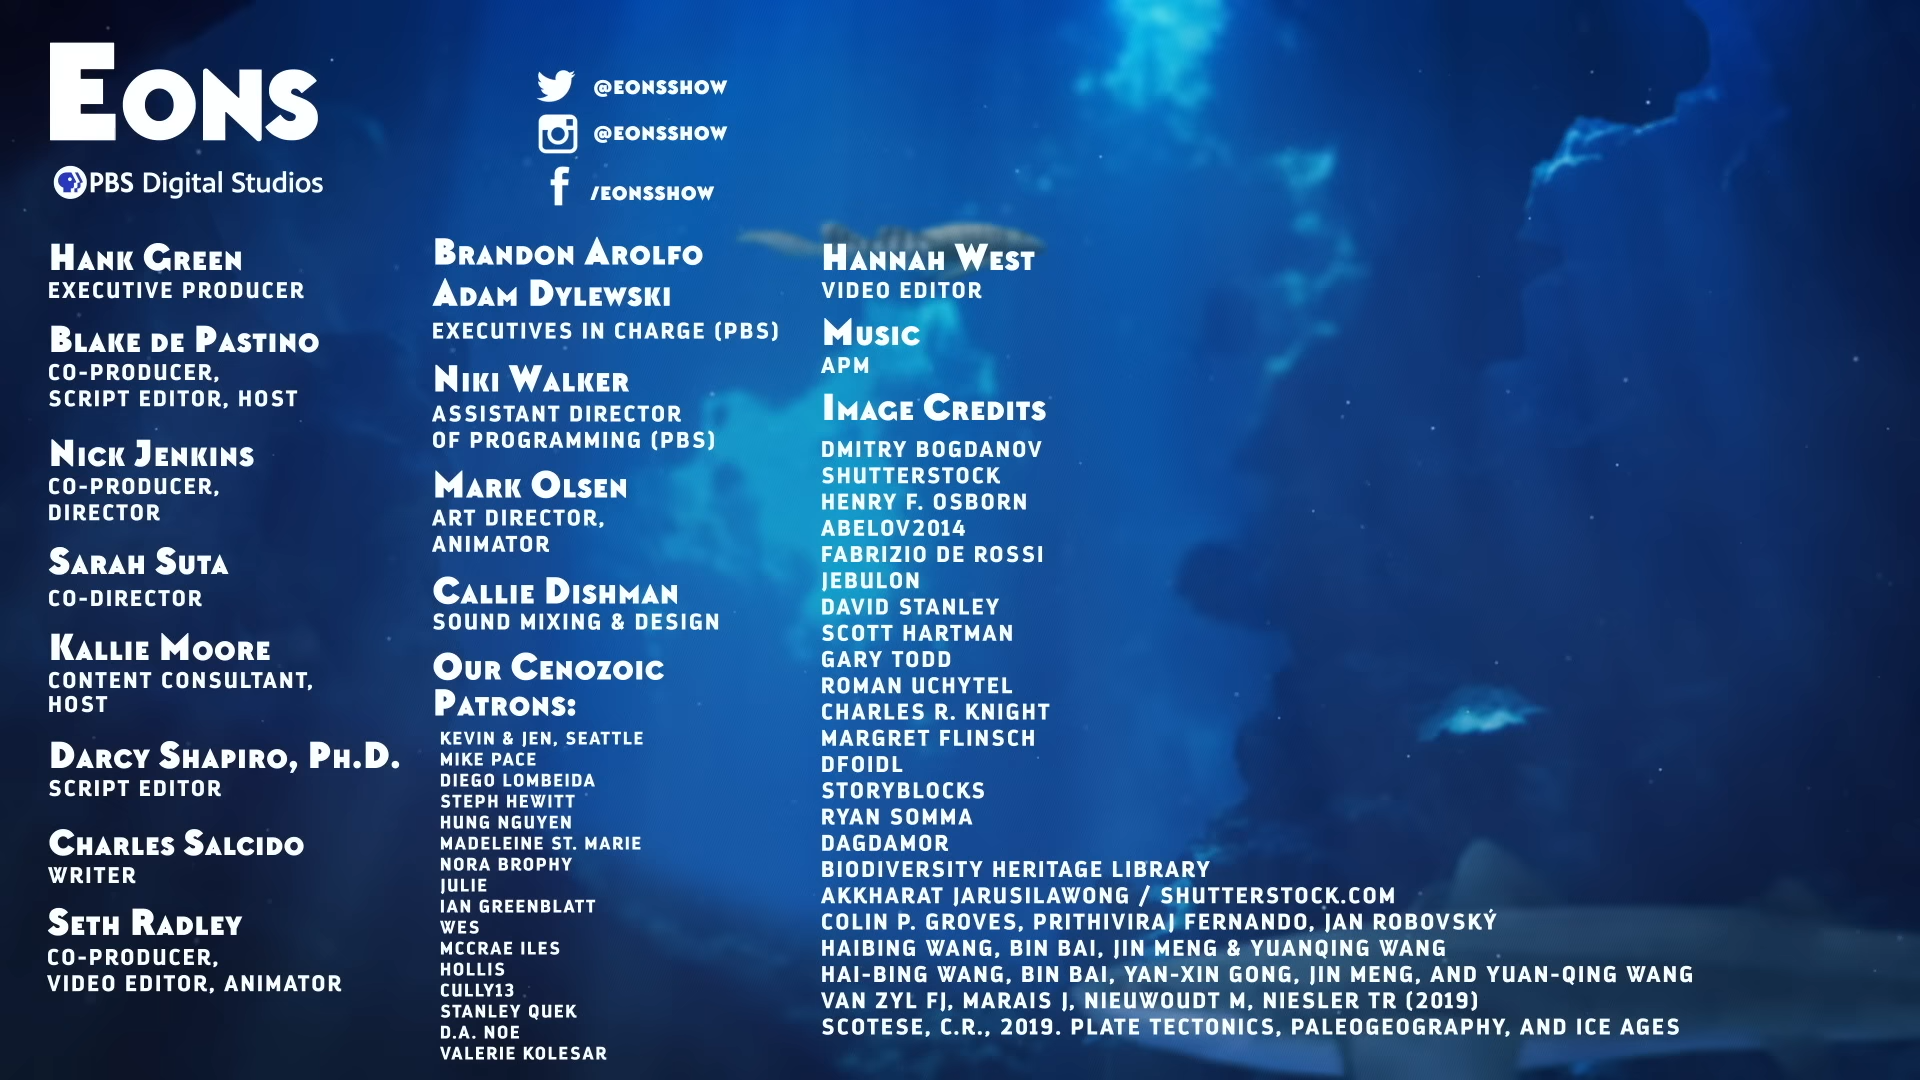 Eons
PBS Digital Studios
@EONSSHOW
@EONSSHOW
/EONSSHOW
Hank Green
EXECUTIVE PRODUCER
Blake de Pastino
CO-PRODUCER,
SCRIPT EDITOR, HOST
Nick Jenkins
CO-PRODUCER,
DIRECTOR
Sarah Suta
CO-DIRECTOR
Kallie Moore
CONTENT CONSULTANT,
HOST
Darcy Shapiro, Ph.D.
SCRIPT EDITOR
Charles Salcido
WRITER
Seth Radley
CO-PRODUCER,
VIDEO EDITOR, ANIMATOR
Brandon Arolfo
Adam Dylewski
EXECUTIVES IN CHARGE (PBS)
Niki Walker
ASSISTANT DIRECTOR
OF PROGRAMMING (PBS)
Mark Olsen
ART DIRECTOR,
ANIMATOR
Callie Dishman
SOUND MIXING & DESIGN
Our Cenozoic
Patrons:
KEVIN & JEN, SEATTLE
MIKE PACE
DIEGO LOMBEIDA
STEPH HEWITT
HUNG NGUYEN
MADELEINE ST. MARIE
NORA BROPHY
JULIE
IAN GREENBLATT
WES
MCCRAE ILES
HOLLIS
CULLY13
STANLEY QUEK
D.A. NOE
VALERIE KOLESAR
Hannah West
VIDEO EDITOR
Music
APM
Image Credits
DMITRY BOGDANOV
SHUTTERSTOCK
HENRY F. OSBORN
ABELOV2014
FABRIZIO DE ROSSI
JEBULON
DAVID STANLEY
SCOTT HARTMAN
GARY TODD
ROMAN UCHYTEL
CHARLES R. KNIGHT
MARGRET FLINSCH
DFOIDL
STORYBLOCKS
RYAN SOMMA
DAGDAMOR
BIODIVERSITY HERITAGE LIBRARY
AKKHARAT JARUSILAWONG / SHUTTERSTOCK.COM
COLIN P. GROVES, PRITHIVIRAJ FERNANDO, JAN ROBOVSKÝ
HAIBING WANG, BIN BAI, JIN MENG & YUANQING WANG
HAI-BING WANG, BIN BAI, YAN-XIN GONG, JIN MENG, AND YUAN-QING WANG
VAN ZYL FJ, MARAIS J, NIEUWOUDT M, NIESLER TR (2019)
SCOTESE, C.R., 2019. PLATE TECTONICS, PALEOGEOGRAPHY, AND ICE AGES